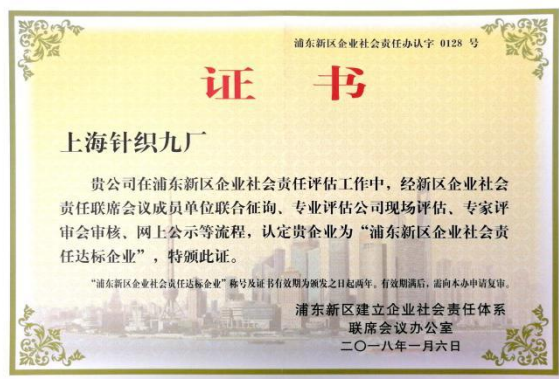 浦东新区企业社会责任办认字 0128 号
证 书
上海针织九厂
贵公司在浦东新区企业社会责任评估工作中，经新区企业社会
责任联席会议成员单位联合征询、专业评估公司现场评估、专家评
审会审核、网上公示等流程，认定贵企业为“浦东新区企业社会责
任达标企业”，特颁此证。
“浦东新区企业社会责任达标企业”称号及证书有效期为颁发之日起两年。有效期满后，需向本办申请复审。
浦东新区建立企业社会责任体系
联席会议办公室
二〇一八年一月六日